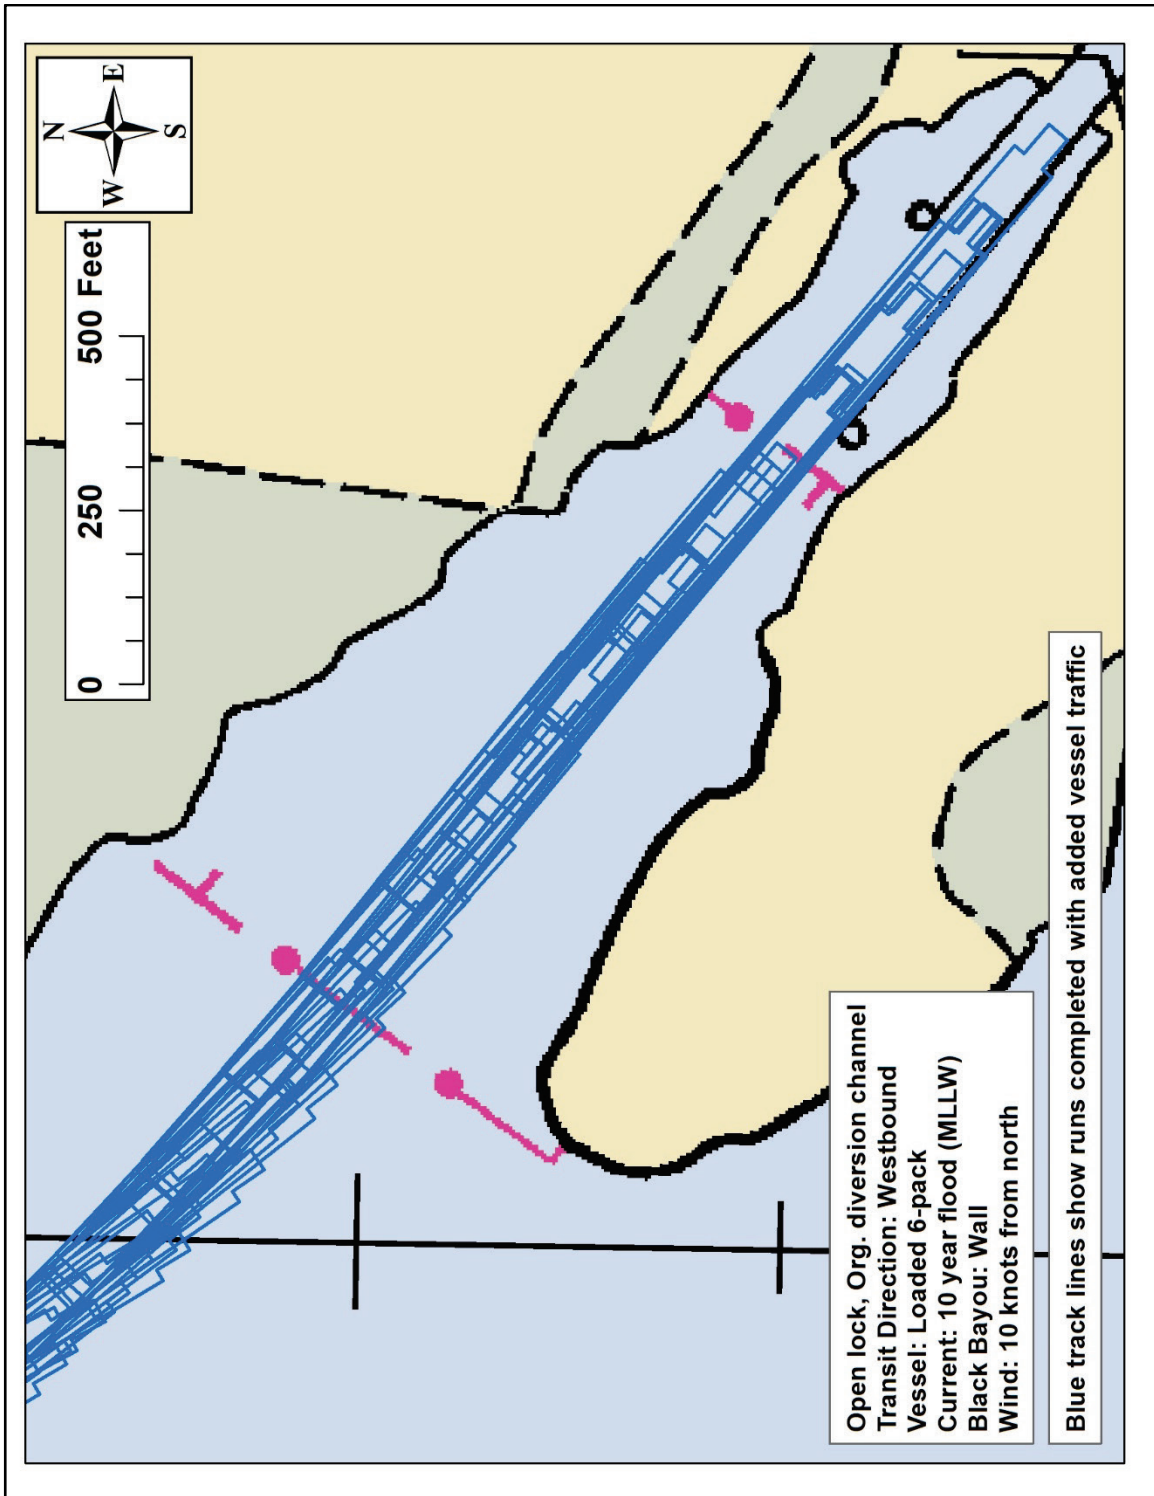 N
W E
S
0 250 500 Feet
Open lock, Org. diversion channel
Transit Direction: Westbound
Vessel: Loaded 6-pack
Current: 10 year flood (MLLW)
Black Bayou: Wall
Wind: 10 knots from north
Blue track lines show runs completed with added vessel traffic